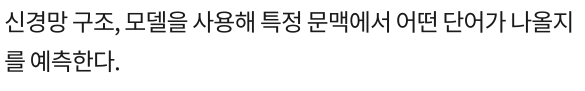 신경망 구조, 모델을 사용해 특정 문맥에서 어떤 단어가 나올지
를 예측한다.